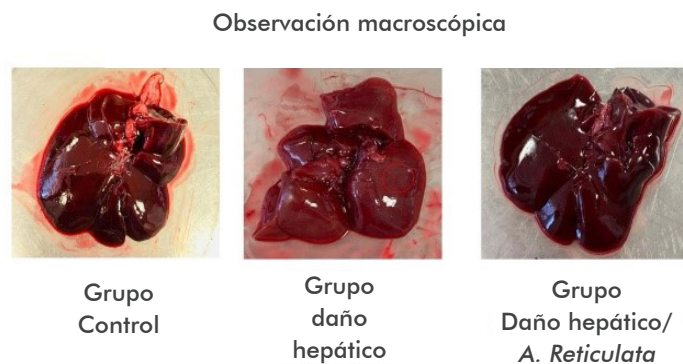 Observación macroscópica
Grupo
Control
Grupo
daño
hepático
Grupo
Daño hepático/
A. Reticulata